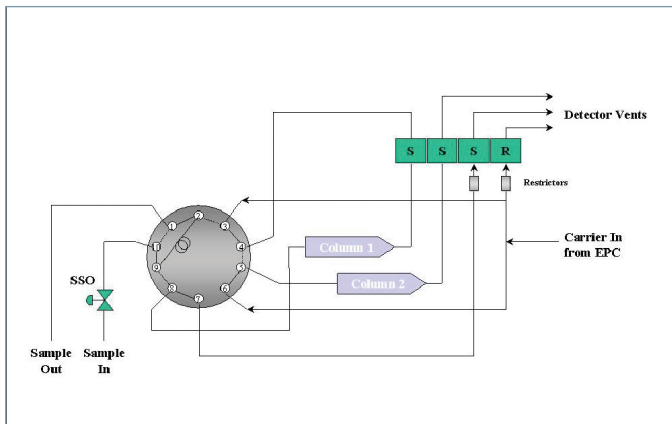 Detector Vents
S S S R
Restrictors
Column 1
Carrier In
from EPC
Column 2
SSO
Sample
Out
Sample
In
1
2
3
4
5
6
7
8
9
10